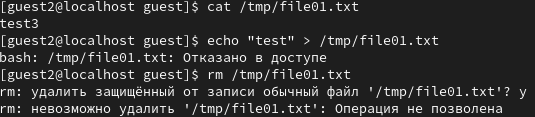 [guest2@localhost guest]$ cat /tmp/file01.txt
test3
[guest2@localhost guest]$ echo "test" > /tmp/file01.txt
bash: /tmp/file01.txt: Отказано в доступе
[guest2@localhost guest]$ rm /tmp/file01.txt
rm: удалить защищённый от записи обычный файл '/tmp/file01.txt'? y
rm: невозможно удалить '/tmp/file01.txt': Операция не позволена